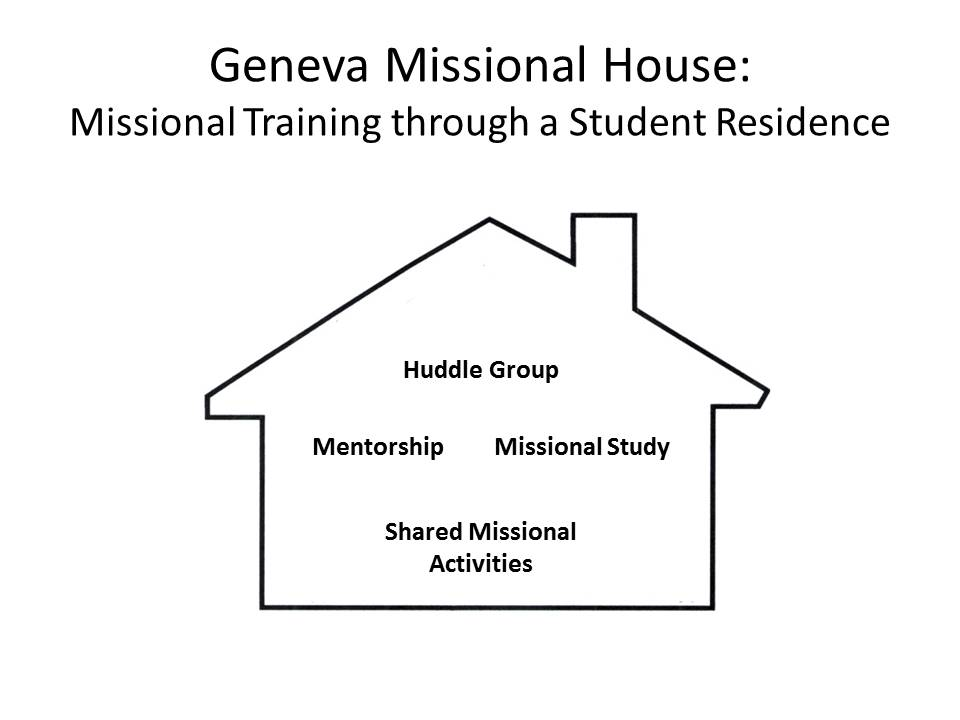 Geneva Missional House:
Missional Training through a Student Residence
Huddle Group
Mentorship Missional Study
Shared Missional
Activities